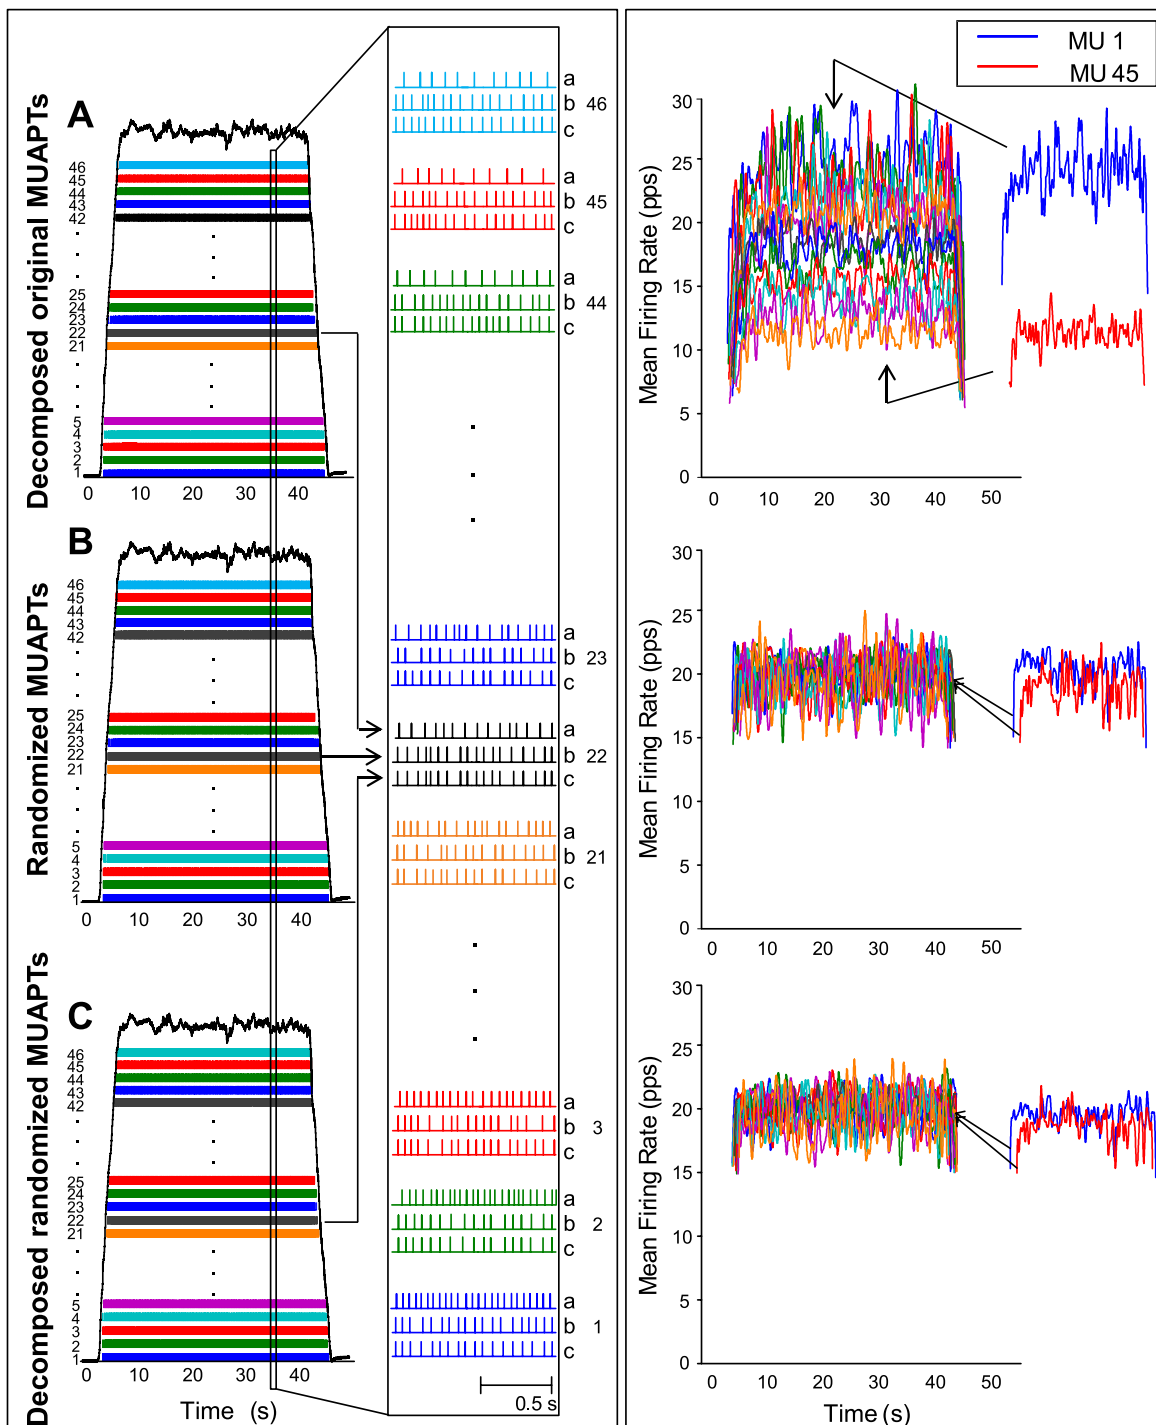 Decomposed original MUAPTs
A
46
45
44
43
42
25
24
23
22
21
5
4
3
2
1
0 10 20 30 40
Randomized MUAPTs
B
46
45
44
43
42
25
24
23
22
21
5
4
3
2
1
0 10 20 30 40
Decomposed randomized MUAPTs
C
46
45
44
43
42
25
24
23
22
21
5
4
3
2
1
0 10 20 30 40
Time (s)
a
b 46
c
a
b 45
c
a
b 44
c
a
b 23
c
a
b 22
c
a
b 21
c
a
b 3
c
a
b 2
c
a
b 1
c
0.5 s
MU 1
MU 45
Mean Firing Rate (pps)
30
25
20
15
10
5
0
0 10 20 30 40 50
Mean Firing Rate (pps)
30
25
20
15
10
5
0
0 10 20 30 40 50
Mean Firing Rate (pps)
30
25
20
15
10
5
0
0 10 20 30 40 50
Time (s)